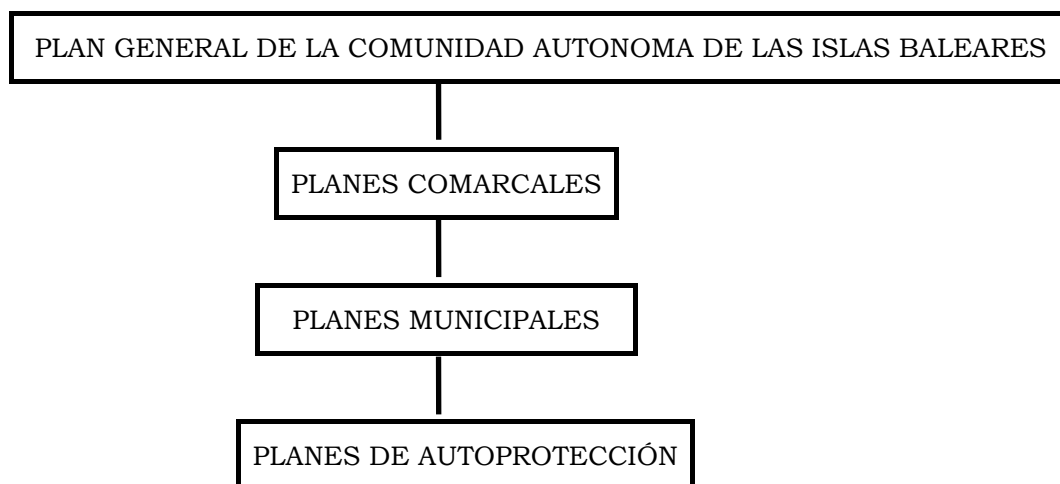 PLAN GENERAL DE LA COMUNIDAD AUTONOMA DE LAS ISLAS BALEARES
PLANES COMARCALES
PLANES MUNICIPALES
PLANES DE AUTOPROTECCIÓN